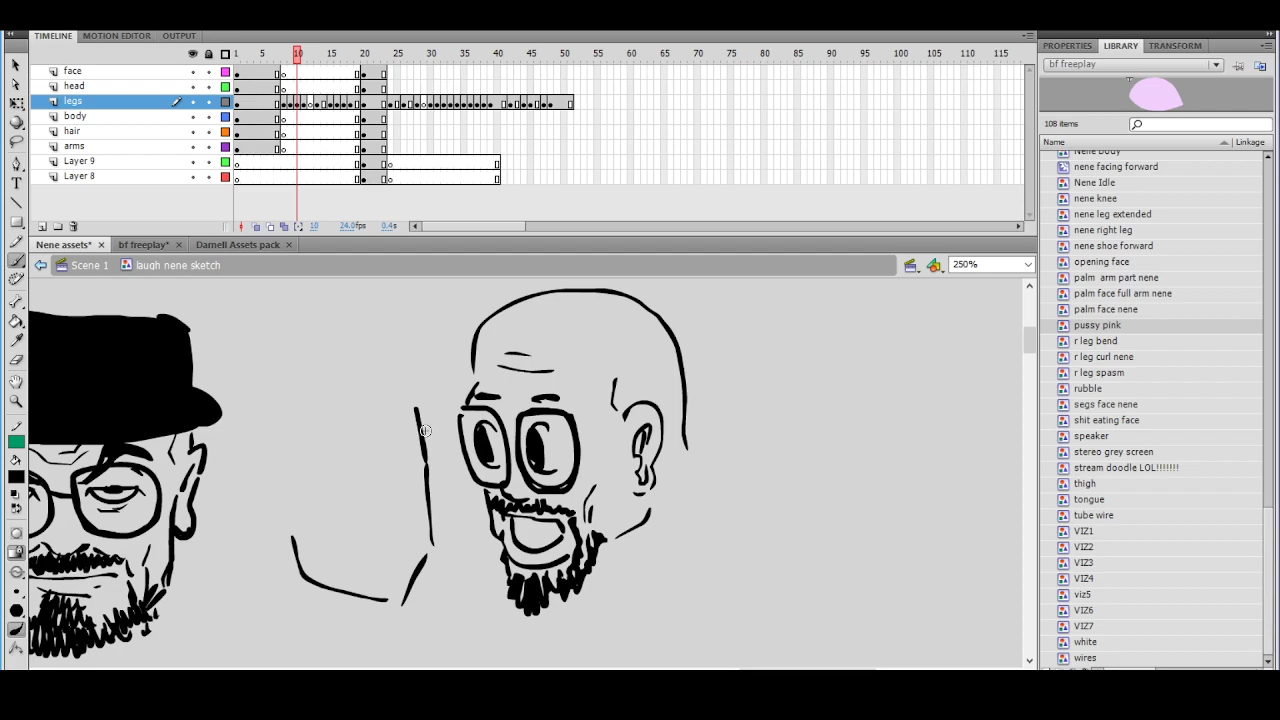 TIMELINE MOTION EDITOR OUTPUT
1 5 10 15 20 25 30 35 40 45 50 55 60 65 70 75 80 85 90 95 100 105 110 115
face
head
legs
body
hair
arms
Layer 9
Layer 8
10 24.0fps 0.4s
Nene assets* × bf freeplay* × Darnell Assets pack ×
Scene 1 laugh nene sketch
250%
PROPERTIES LIBRARY TRANSFORM
bf freeplay
108 items
Name Linkage
Nene Body
nene facing forward
Nene Idle
nene knee
nene leg extended
nene right leg
nene shoe forward
opening face
palm arm part nene
palm face full arm nene
palm face nene
pussy pink
r leg bend
r leg curl nene
r leg spasm
rubble
segs face nene
shit eating face
speaker
stereo grey screen
stream doodle LOL!!!!!!!
thigh
tongue
tube wire
VIZ1
VIZ2
VIZ3
VIZ4
viz5
VIZ6
VIZ7
white
wires